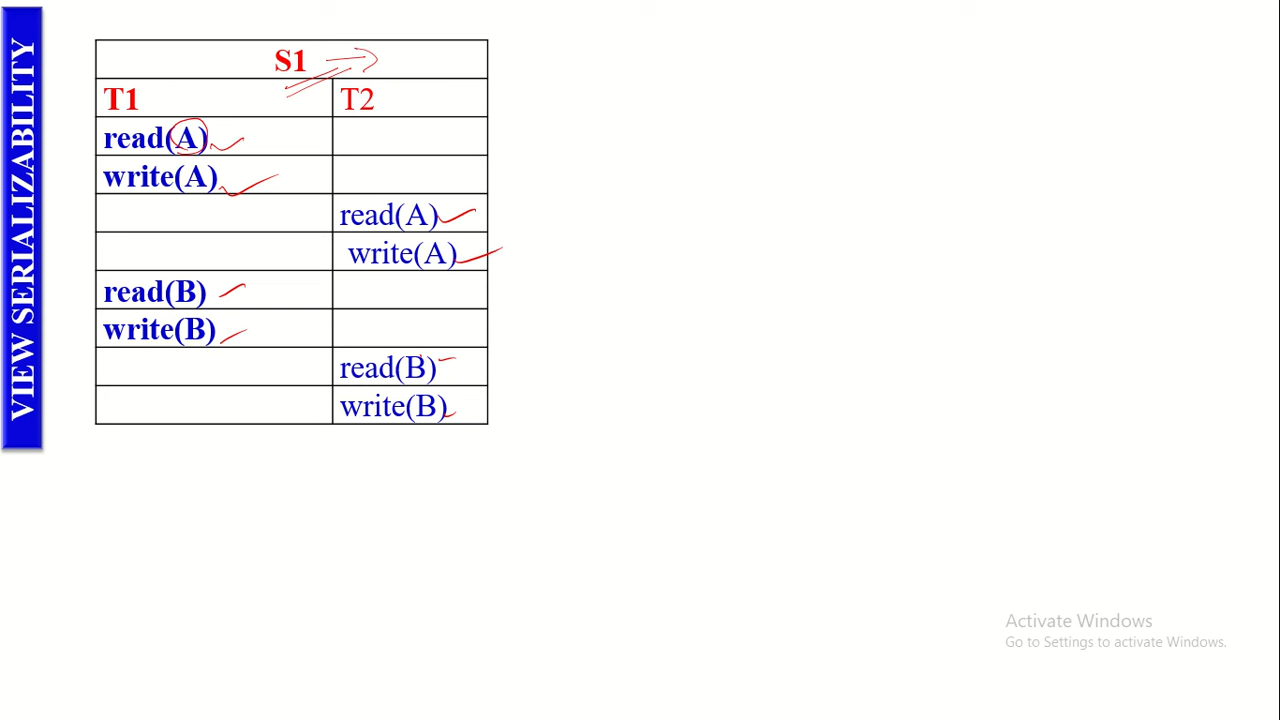 VIEW SERIALIZABILITY
S1
T1 T2
read(A)
write(A)
read(A)
write(A)
read(B)
write(B)
read(B)
write(B)
Activate Windows
Go to Settings to activate Windows.